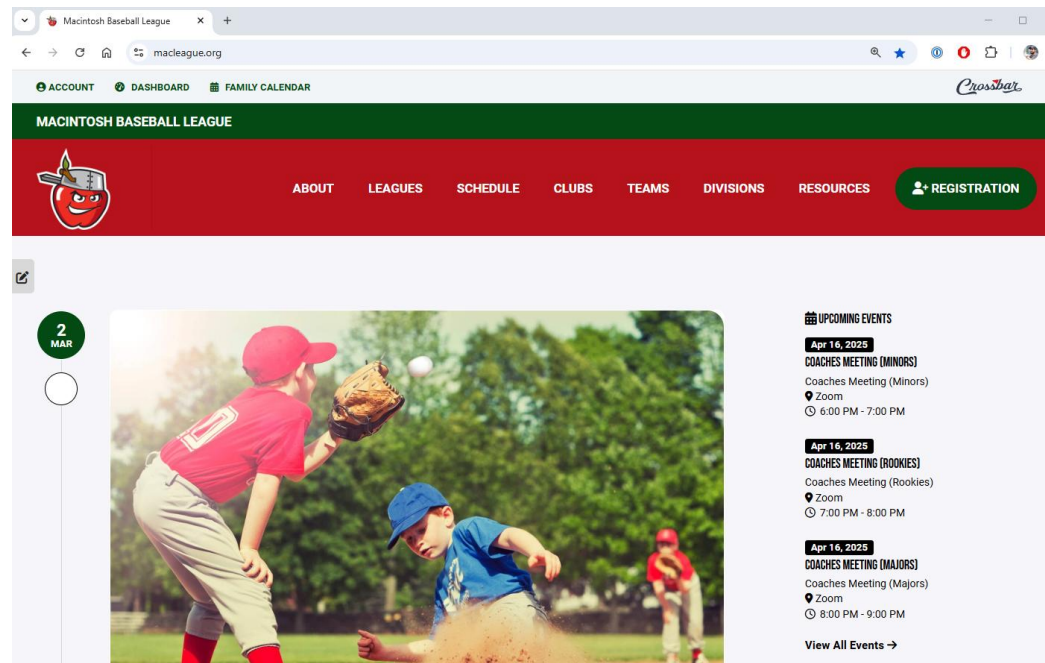 Macintosh Baseball League
macleague.org
ACCOUNT DASHBOARD FAMILY CALENDAR
Crossbar
MACINTOSH BASEBALL LEAGUE
ABOUT LEAGUES SCHEDULE CLUBS TEAMS DIVISIONS RESOURCES REGISTRATION
2
MAR
UPCOMING EVENTS
Apr 16, 2025
COACHES MEETING (MINORS)
Coaches Meeting (Minors)
Zoom
6:00 PM - 7:00 PM
Apr 16, 2025
COACHES MEETING (ROOKIES)
Coaches Meeting (Rookies)
Zoom
7:00 PM - 8:00 PM
Apr 16, 2025
COACHES MEETING (MAJORS)
Coaches Meeting (Majors)
Zoom
8:00 PM - 9:00 PM
View All Events →